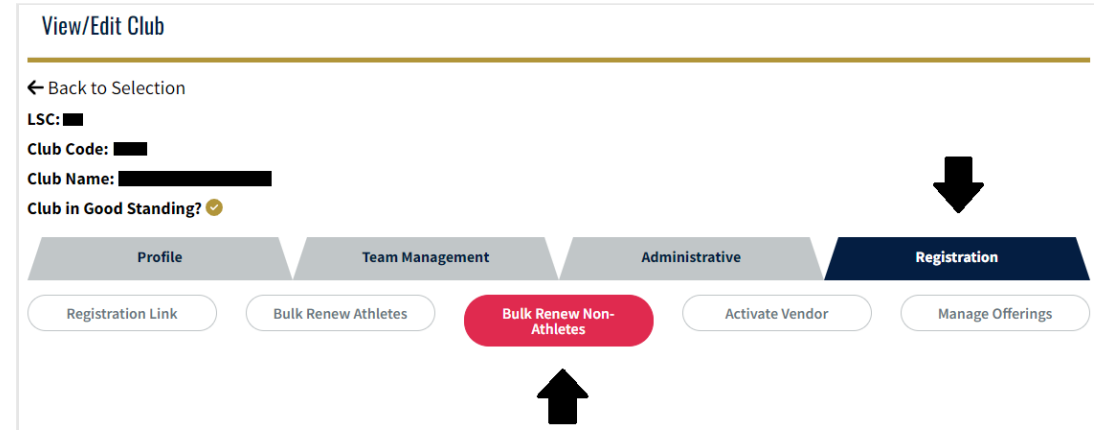 View/Edit Club
Back to Selection
LSC:
Club Code:
Club Name:
Club in Good Standing?
Profile Team Management Administrative Registration
Registration Link Bulk Renew Athletes Bulk Renew Non- Activate Vendor Manage Offerings
Athletes